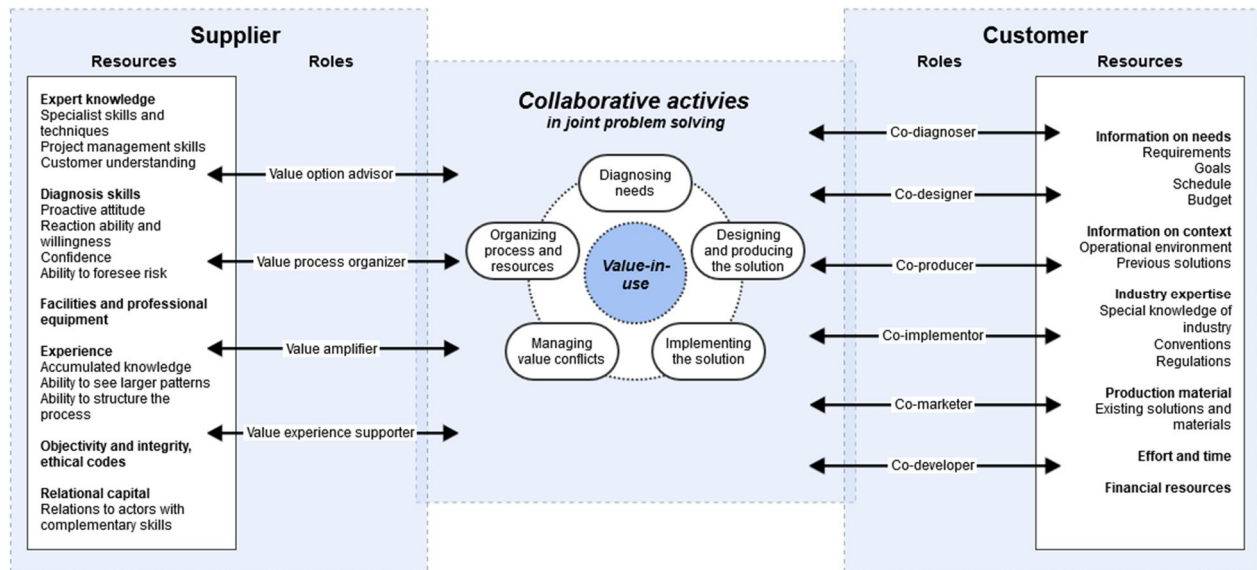 Supplier
Resources
Roles
Expert knowledge
Specialist skills and
techniques
Project management skills
Customer understanding
Diagnosis skills
Proactive attitude
Reaction ability and
willingness
Confidence
Ability to foresee risk
Facilities and professional
equipment
Experience
Accumulated knowledge
Ability to see larger patterns
Ability to structure the
process
Objectivity and integrity,
ethical codes
Relational capital
Relations to actors with
complementary skills
Value option advisor
Value process organizer
Value amplifier
Value experience supporter
Collaborative activies
in joint problem solving
Diagnosing
needs
Organizing
process and
resources
Designing
and producing
the solution
Value-in-
use
Managing
value conflicts
Implementing
the solution
Customer
Roles
Resources
Co-diagnoser
Co-designer
Co-producer
Co-implementor
Co-marketer
Co-developer
Information on needs
Requirements
Goals
Schedule
Budget
Information on context
Operational environment
Previous solutions
Industry expertise
Special knowledge of
industry
Conventions
Regulations
Production material
Existing solutions and
materials
Effort and time
Financial resources